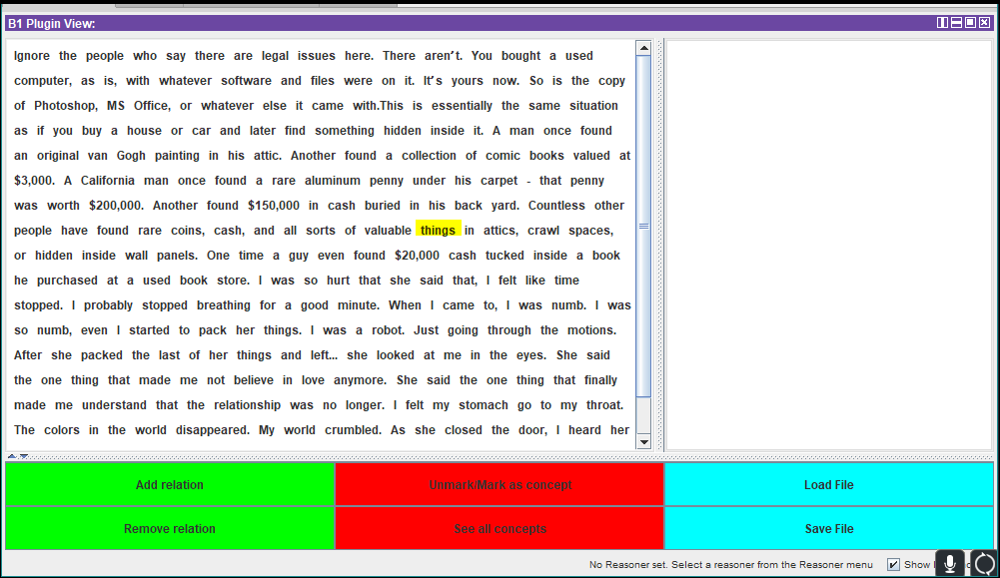 B1 Plugin View:
Ignore the people who say there are legal issues here. There aren't. You bought a used
computer, as is, with whatever software and files were on it. It's yours now. So is the copy
of Photoshop, MS Office, or whatever else it came with.This is essentially the same situation
as if you buy a house or car and later find something hidden inside it. A man once found
an original van Gogh painting in his attic. Another found a collection of comic books valued at
$3,000. A California man once found a rare aluminum penny under his carpet - that penny
was worth $200,000. Another found $150,000 in cash buried in his back yard. Countless other
people have found rare coins, cash, and all sorts of valuable things in attics, crawl spaces,
or hidden inside wall panels. One time a guy even found $20,000 cash tucked inside a book
he purchased at a used book store. I was so hurt that she said that, I felt like time
stopped. I probably stopped breathing for a good minute. When I came to, I was numb. I was
so numb, even I started to pack her things. I was a robot. Just going through the motions.
After she packed the last of her things and left... she looked at me in the eyes. She said
the one thing that made me not believe in love anymore. She said the one thing that finally
made me understand that the relationship was no longer. I felt my stomach go to my throat.
The colors in the world disappeared. My world crumbled. As she closed the door, I heard her
Add relation
Unmark/Mark as concept
Load File
Remove relation
See all concepts
Save File
No Reasoner set. Select a reasoner from the Reasoner menu
Show